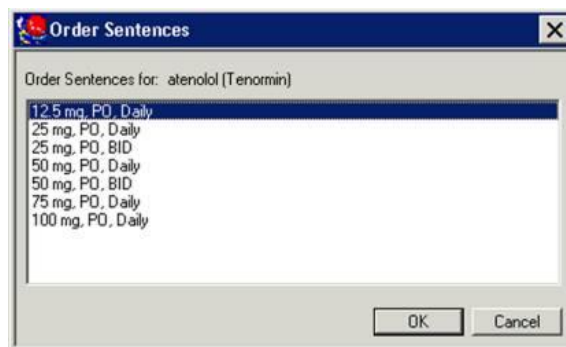 Order Sentences
Order Sentences for: atenolol (Tenormin)
12.5 mg, PO, Daily
25 mg, PO, Daily
25 mg, PO, BID
50 mg, PO, Daily
50 mg, PO, BID
75 mg, PO, Daily
100 mg, PO, Daily
OK Cancel